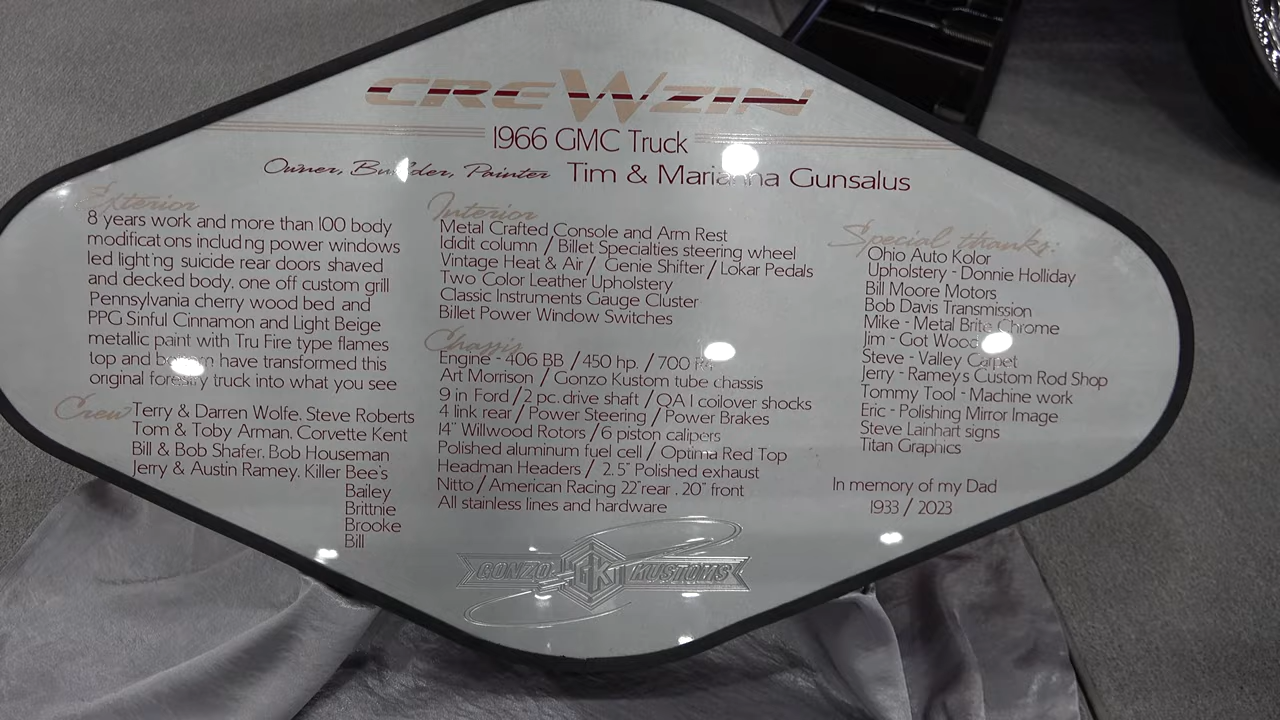 CREWZIN
1966 GMC Truck
Owner, Builder, Painter Tim & Marianna Gunsalus
Exterior
8 years work and more than 100 body
modifications including power windows
led lighting suicide rear doors shaved
and decked body, one off custom grill
Pennsylvania cherry wood bed and
PPG Sinful Cinnamon and Light Beige
metallic paint with Tru Fire type flames
top and bottom have transformed this
original forestry truck into what you see
Crew Terry & Darren Wolfe, Steve Roberts
Tom & Toby Arman, Corvette Kent
Bill & Bob Shafer, Bob Houseman
Jerry & Austin Ramey, Killer Bee's
Bailey
Brittnie
Brooke
Bill
Interior
Metal Crafted Console and Arm Rest
Ididit column / Billet Specialties steering wheel
Vintage Heat & Air / Genie Shifter / Lokar Pedals
Two Color Leather Upholstery
Classic Instruments Gauge Cluster
Billet Power Window Switches
Chassis
Engine - 406 BB / 450 hp. / 700
Art Morrison / Gonzo Kustom tube chassis
9 in Ford / 2 pc. drive shaft / QA1 coilover shocks
4 link rear / Power Steering / Power Brakes
14" Willwood Rotors / 6 piston calipers
Polished aluminum fuel cell / Optima Red Top
Headman Headers / 2.5" Polished exhaust
Nitto / American Racing 22"rear , 20" front
All stainless lines and hardware
GONZO GK KUSTOMS
Special thanks:
Ohio Auto Kolor
Upholstery - Donnie Holliday
Bill Moore Motors
Bob Davis Transmission
Mike - Metal Brite Chrome
Jim - Got Wood
Steve - Valley Carpet
Jerry - Ramey's Custom Rod Shop
Tommy Tool - Machine work
Eric - Polishing Mirror Image
Steve Lainhart signs
Titan Graphics
In memory of my Dad
1933 / 2023